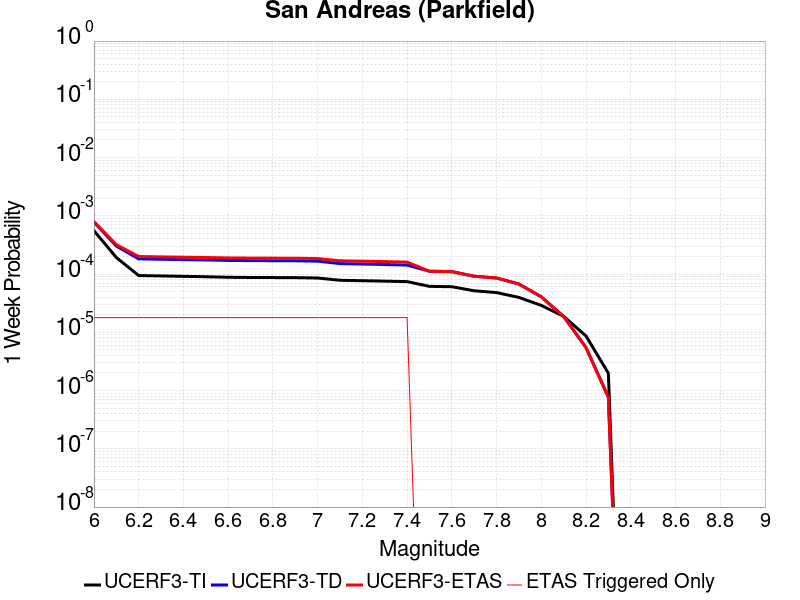 San Andreas (Parkfield)
10^0
10^-1
10^-2
10^-3
10^-4
10^-5
10^-6
10^-7
10^-8
1 Week Probability
6 6.2 6.4 6.6 6.8 7 7.2 7.4 7.6 7.8 8 8.2 8.4 8.6 8.8 9
Magnitude
UCERF3-TI UCERF3-TD UCERF3-ETAS ETAS Triggered Only